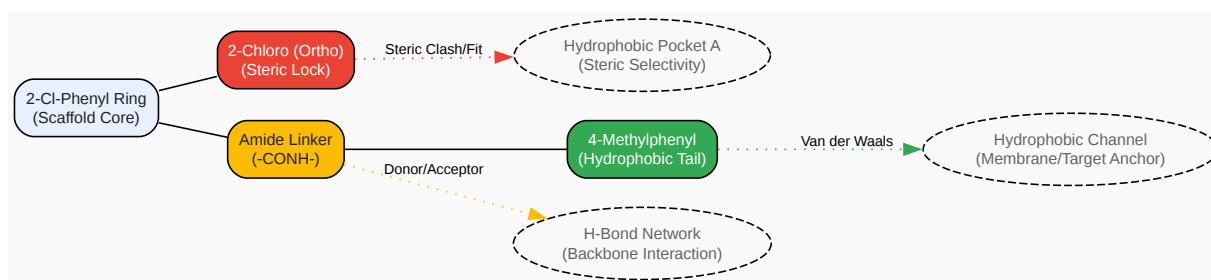 2-Chloro (Ortho)
(Steric Lock)
Steric Clash/Fit
Hydrophobic Pocket A
(Steric Selectivity)
2-Cl-Phenyl Ring
(Scaffold Core)
Amide Linker
(-CONH-)
Donor/Acceptor
4-Methylphenyl
(Hydrophobic Tail)
Van der Waals
Hydrophobic Channel
(Membrane/Target Anchor)
H-Bond Network
(Backbone Interaction)